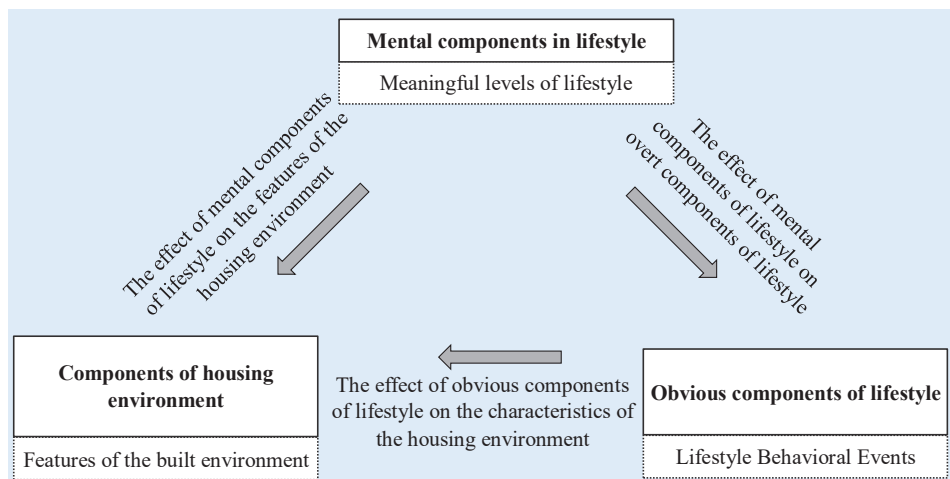 Mental components in lifestyle
Meaningful levels of lifestyle
The effect of mental components
of lifestyle on the features of the
housing environment
The effect of mental
components of lifestyle on
overt components of lifestyle
Components of housing
environment
Features of the built environment
The effect of obvious components
of lifestyle on the characteristics of
the housing environment
Obvious components of lifestyle
Lifestyle Behavioral Events